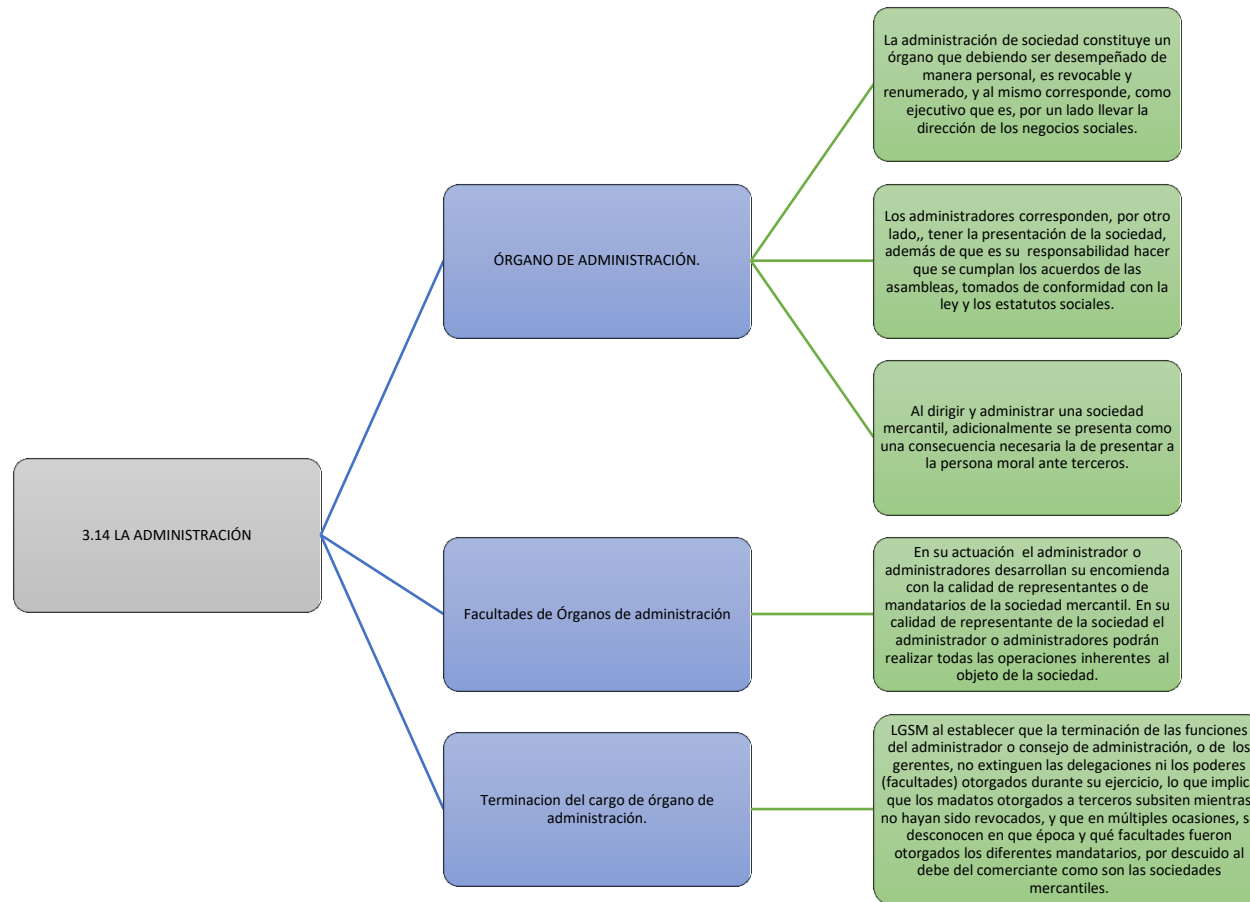 La administración de sociedad constituye un
órgano que debiendo ser desempeñado de
manera personal, es revocable y
renumerado, y al mismo corresponde, como
ejecutivo que es, por un lado llevar la
dirección de los negocios sociales.
ÓRGANO DE ADMINISTRACIÓN.
Los administradores corresponden, por otro
lado,, tener la presentación de la sociedad,
además de que es su responsabilidad hacer
que se cumplan los acuerdos de las
asambleas, tomados de conformidad con la
ley y los estatutos sociales.
Al dirigir y administrar una sociedad
mercantil, adicionalmente se presenta como
una consecuencia necesaria la de presentar a
la persona moral ante terceros.
3.14 LA ADMINISTRACIÓN
Facultades de Órganos de administración
En su actuación el administrador o
administradores desarrollan su encomienda
con la calidad de representantes o de
mandatarios de la sociedad mercantil. En su
calidad de representante de la sociedad el
administrador o administradores podrán
realizar todas las operaciones inherentes al
objeto de la sociedad.
Terminacion del cargo de órgano de
administración.
LGSM al establecer que la terminación de las funciones
del administrador o consejo de administración, o de los
gerentes, no extinguen las delegaciones ni los poderes
(facultades) otorgados durante su ejercicio, lo que implic
que los madatos otorgados a terceros subsiten mientras
no hayan sido revocados, y que en múltiples ocasiones, s
desconocen en que época y qué facultades fueron
otorgados los diferentes mandatarios, por descuido al
debe del comerciante como son las sociedades
mercantiles.